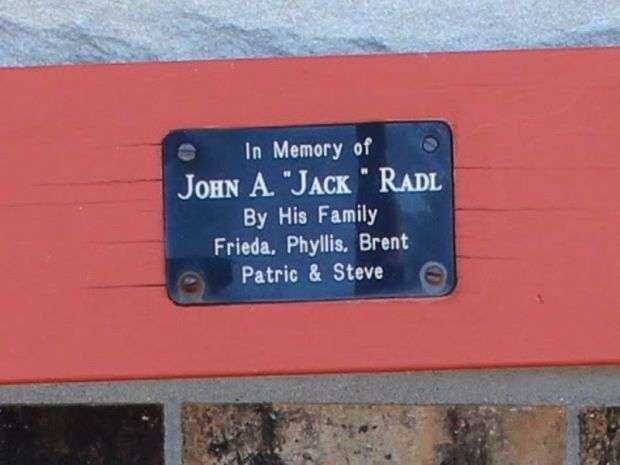 In Memory of
JOHN A. "JACK " RADL
By His Family
Frieda, Phyllis, Brent
Patric & Steve